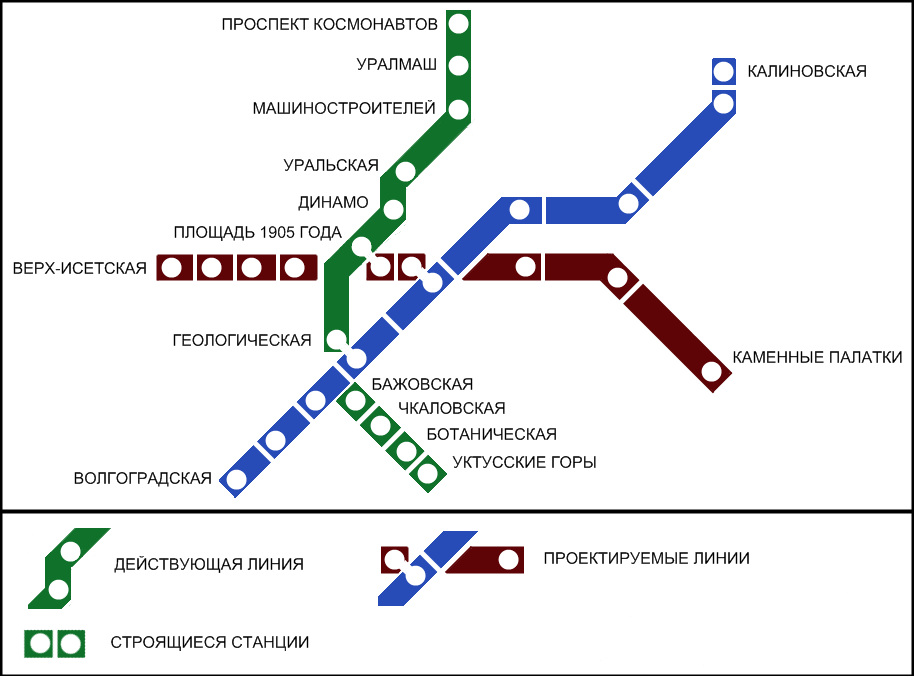 ПРОСПЕКТ КОСМОНАВТОВ
УРАЛМАШ
КАЛИНОВСКАЯ
МАШИНОСТРОИТЕЛЕЙ
УРАЛЬСКАЯ
ДИНАМО
ПЛОЩАДЬ 1905 ГОДА
ВЕРХ-ИСЕТСКАЯ
ГЕОЛОГИЧЕСКАЯ
КАМЕННЫЕ ПАЛАТКИ
БАЖОВСКАЯ
ЧКАЛОВСКАЯ
БОТАНИЧЕСКАЯ
УКТУССКИЕ ГОРЫ
ВОЛГОГРАДСКАЯ
ДЕЙСТВУЮЩАЯ ЛИНИЯ
ПРОЕКТИРУЕМЫЕ ЛИНИИ
СТРОЯЩИЕСЯ СТАНЦИИ